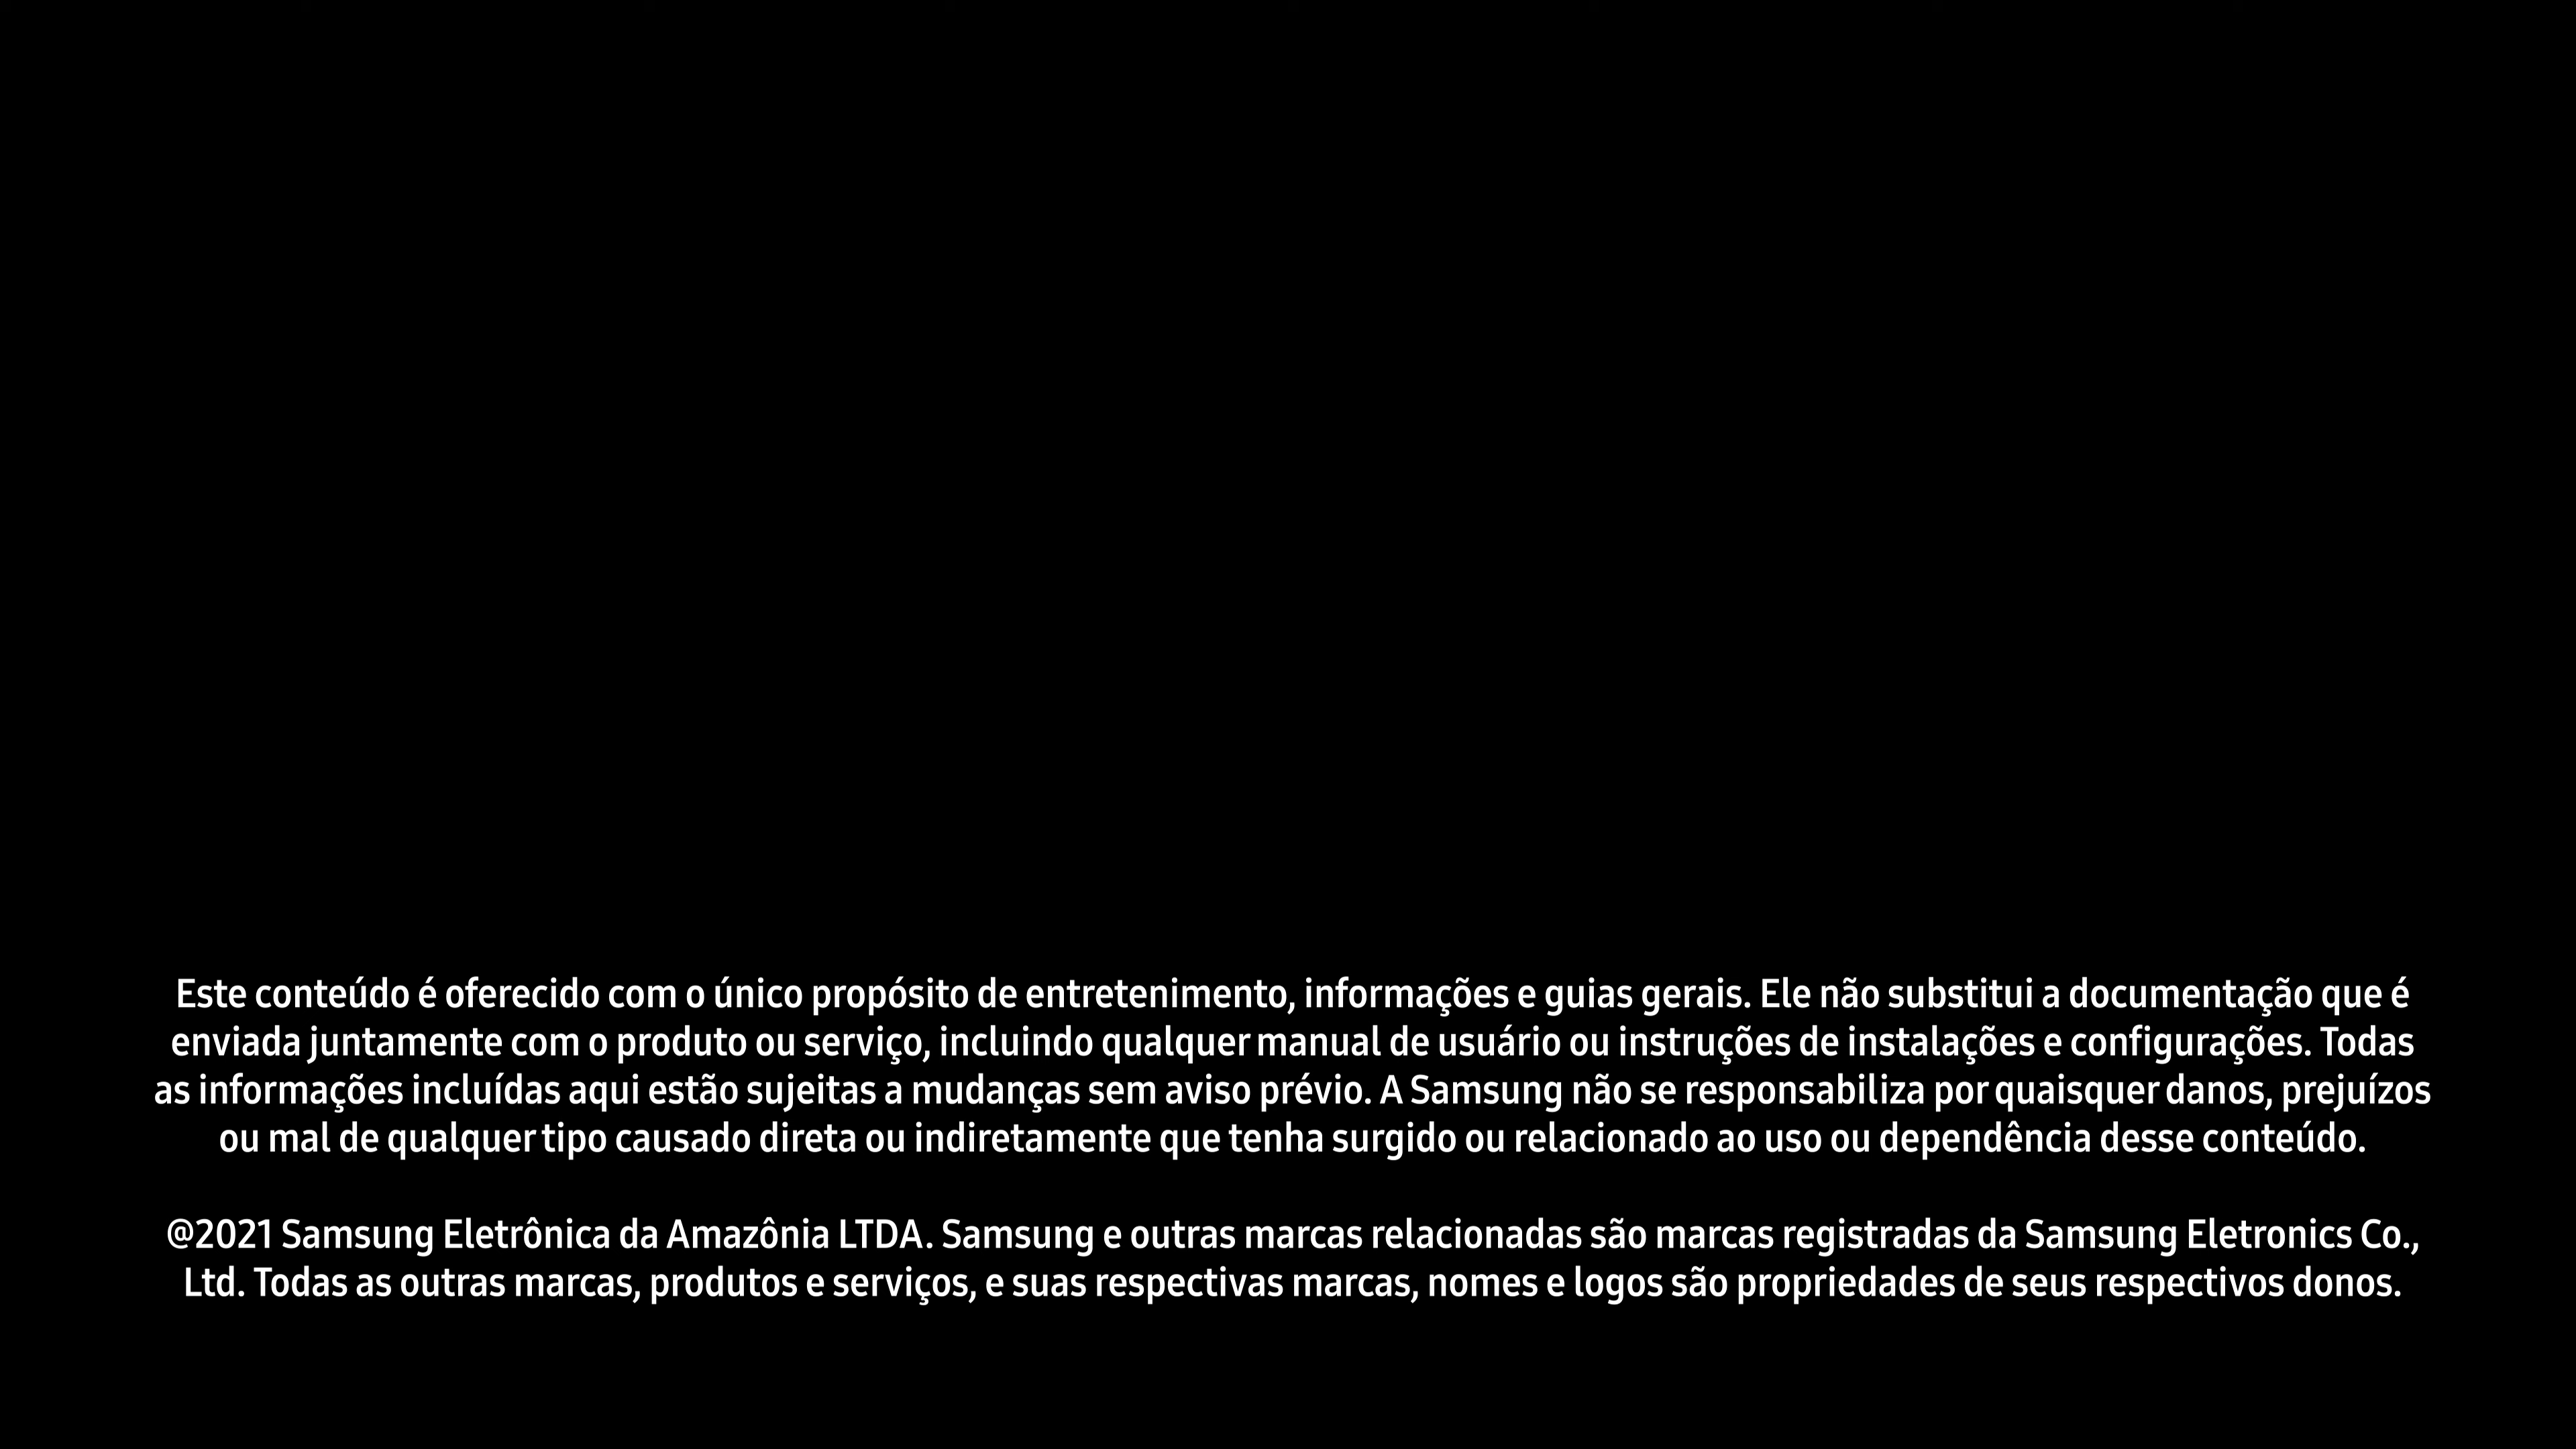 Este conteúdo é oferecido com o único propósito de entretenimento, informações e guias gerais. Ele não substitui a documentação que é
enviada juntamente com o produto ou serviço, incluindo qualquer manual de usuário ou instruções de instalações e configurações. Todas
as informações incluídas aqui estão sujeitas a mudanças sem aviso prévio. A Samsung não se responsabiliza por quaisquer danos, prejuízos
ou mal de qualquer tipo causado direta ou indiretamente que tenha surgido ou relacionado ao uso ou dependência desse conteúdo.
@2021 Samsung Eletrônica da Amazônia LTDA. Samsung e outras marcas relacionadas são marcas registradas da Samsung Eletronics Co.,
Ltd. Todas as outras marcas, produtos e serviços, e suas respectivas marcas, nomes e logos são propriedades de seus respectivos donos.